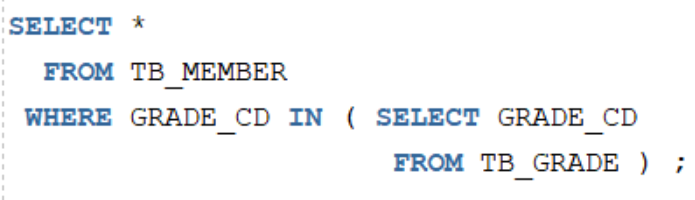 SELECT *
FROM TB_MEMBER
WHERE GRADE_CD IN ( SELECT GRADE_CD
FROM TB_GRADE ) ;